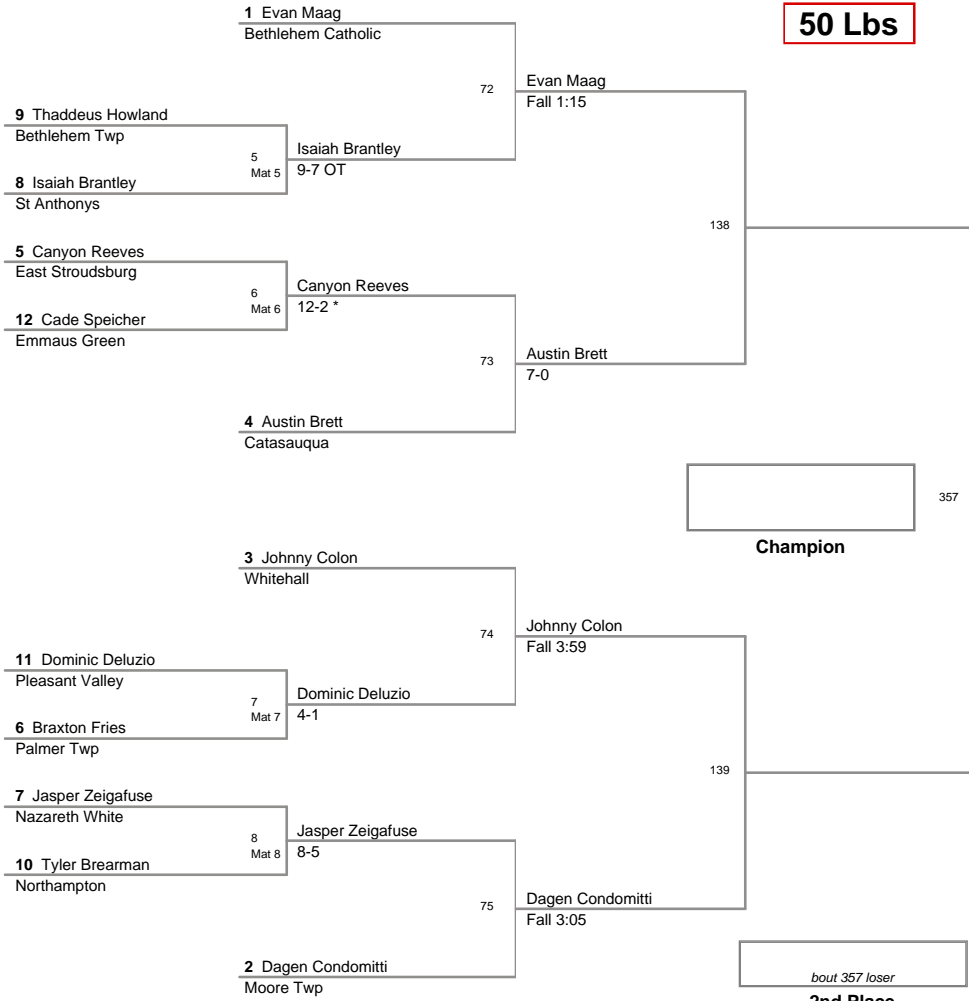 1 Evan Maag
Bethlehem Catholic
50 Lbs
72
Evan Maag
Fall 1:15
9 Thaddeus Howland
Bethlehem Twp
5
Mat 5
Isaiah Brantley
9-7 OT
8 Isaiah Brantley
St Anthonys
138
5 Canyon Reeves
East Stroudsburg
6
Mat 6
Canyon Reeves
12-2 *
12 Cade Speicher
Emmaus Green
73
Austin Brett
7-0
4 Austin Brett
Catasauqua
357
Champion
3 Johnny Colon
Whitehall
74
Johnny Colon
Fall 3:59
11 Dominic Deluzio
Pleasant Valley
7
Mat 7
Dominic Deluzio
4-1
6 Braxton Fries
Palmer Twp
139
7 Jasper Zeigafuse
Nazareth White
8
Mat 8
Jasper Zeigafuse
8-5
10 Tyler Brearman
Northampton
75
Dagen Condomitti
Fall 3:05
2 Dagen Condomitti
Moore Twp
bout 357 loser
2nd Place